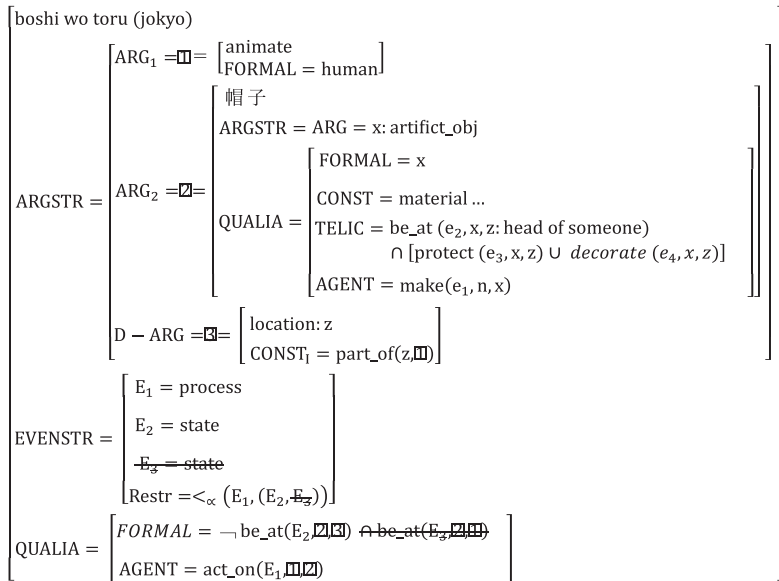 boshi wo toru (jokyo)
ARG₁ =1= [animate
FORMAL = human]
帽子
ARGSTR = ARG = x: artifict_obj
FORMAL = x
CONST = material ...
ARGSTR = ARG₂ =2= QUALIA = TELIC = be_at (e₂, x, z: head of someone)
∩ [protect (e₃, x, z) ∪ decorate (e₄, x, z)]
AGENT = make(e₁, n, x)
location: z
D − ARG =3=
CONST_I = part_of(z, 1)
E₁ = process
E₂ = state
EVENSTR =
E₃ = state
Restr =<∝ (E₁, (E₂, E₃))
FORMAL = ¬ be_at(E₂, 2, 3) ∩ be_at(E₃, 2, 1)
QUALIA =
AGENT = act_on(E₁, 1, 2)